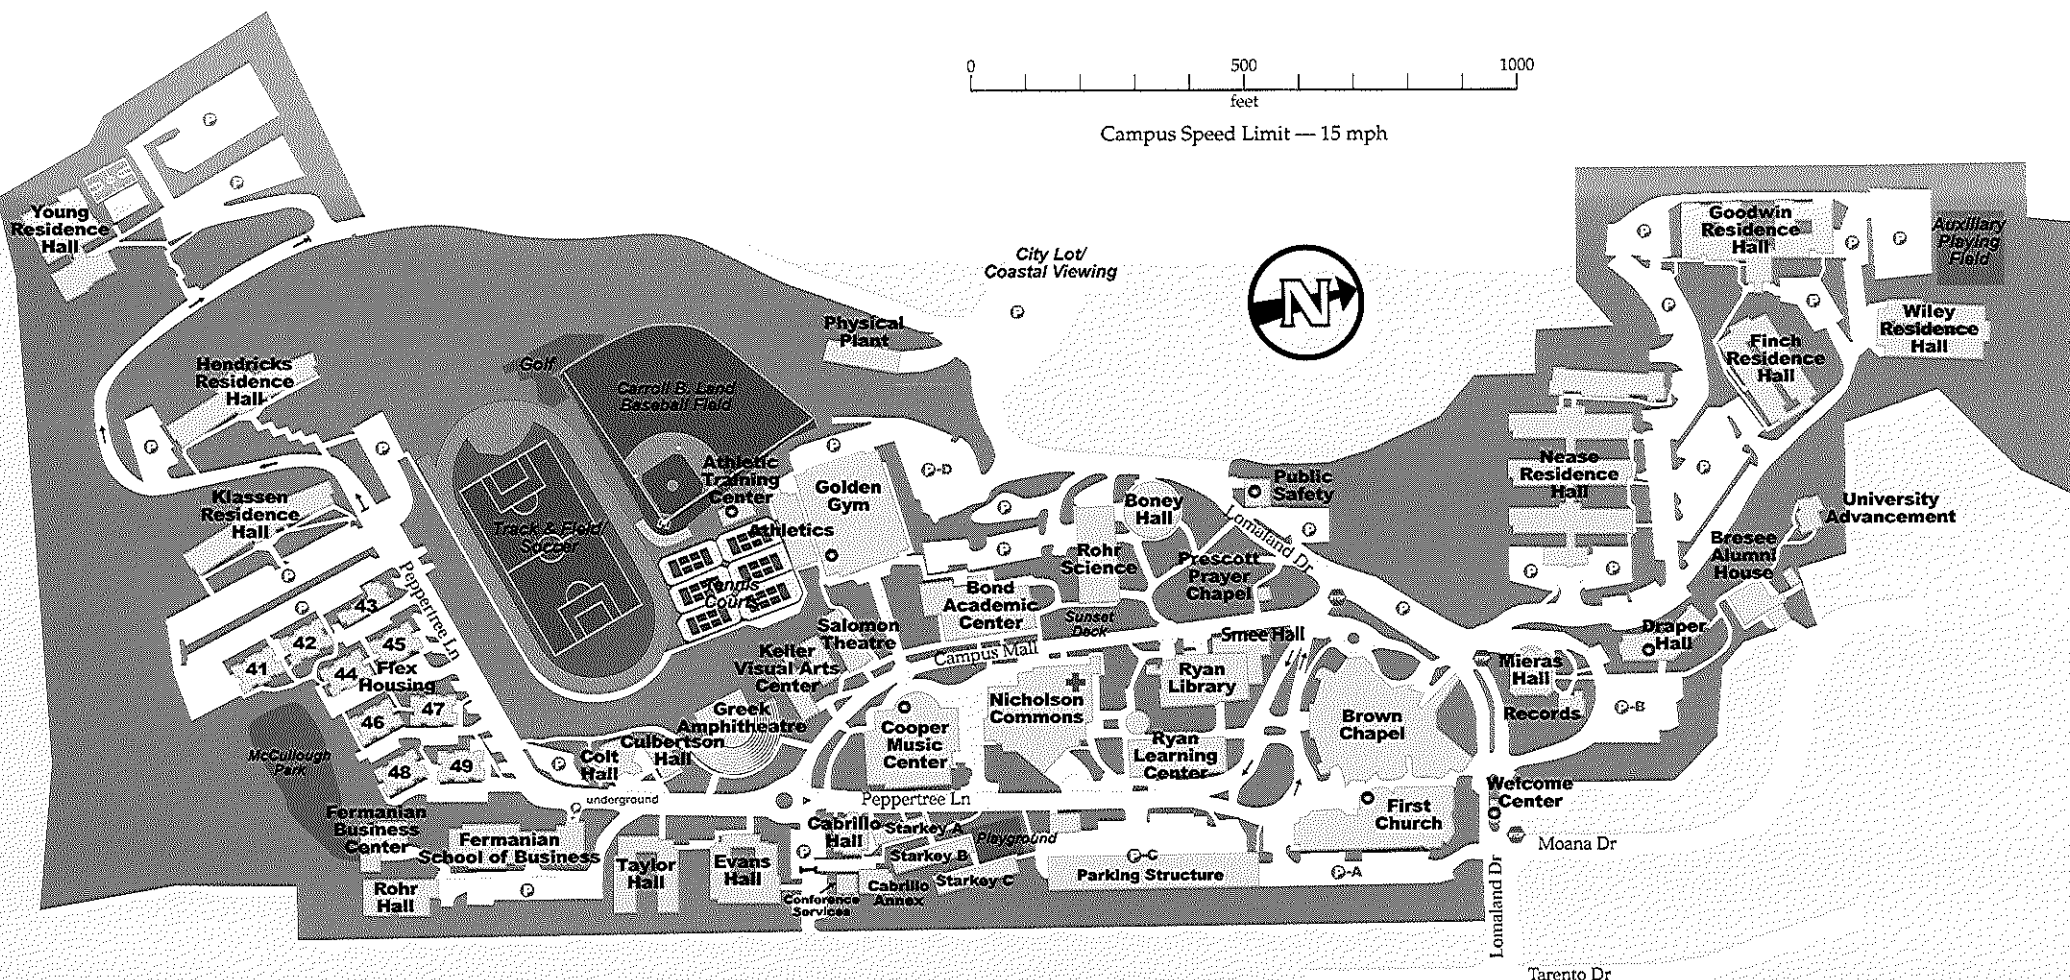 0 500 1000
feet
Campus Speed Limit — 15 mph
P
P
Young
Residence
Hall
City Lot/
Coastal Viewing
P
N
Goodwin
Residence
Hall
P
P
P
Auxiliary
Playing
Field
P
P
Wiley
Residence
Hall
Finch
Residence
Hall
Physical
Plant
Hendricks
Residence
Hall
P
P
Golf
Carroll B. Land
Baseball Field
Athletic
Training
Center
Track & Field/
Soccer
Athletics
Tennis
Courts
Golden
Gym
P
P-D
P
P
Boney
Hall
Public
Safety
P
Lomaland Dr
Rohr
Science
Prescott
Prayer
Chapel
Nease
Residence
Hall
P
P
P
University
Advancement
Bresee
Alumni
House
Klassen
Residence
Hall
P
P
Peppertree Ln
43
42
45
41
44
Flex
Housing
47
46
49
48
McCullough
Park
Bond
Academic
Center
Sunset
Deck
Salomon
Theatre
Campus Mall
Keller
Visual Arts
Center
Greek
Amphitheatre
Smee Hall
P
Ryan
Library
Nicholson
Commons
Cooper
Music
Center
Ryan
Learning
Center
Brown
Chapel
Draper
Hall
Mieras
Hall
Records
P-B
Culbertson
Hall
Colt
Hall
P
P
underground
Peppertree Ln
Welcome
Center
First
Church
Moana Dr
Fermanian
Business
Center
Fermanian
School of Business
Cabrillo
Hall
Starkey A
Playground
Starkey B
Starkey C
P
Taylor
Hall
Evans
Hall
Rohr
Hall
P
Conference
Services
Cabrillo
Annex
P-C
Parking Structure
P-A
Lomaland Dr
Tarento Dr